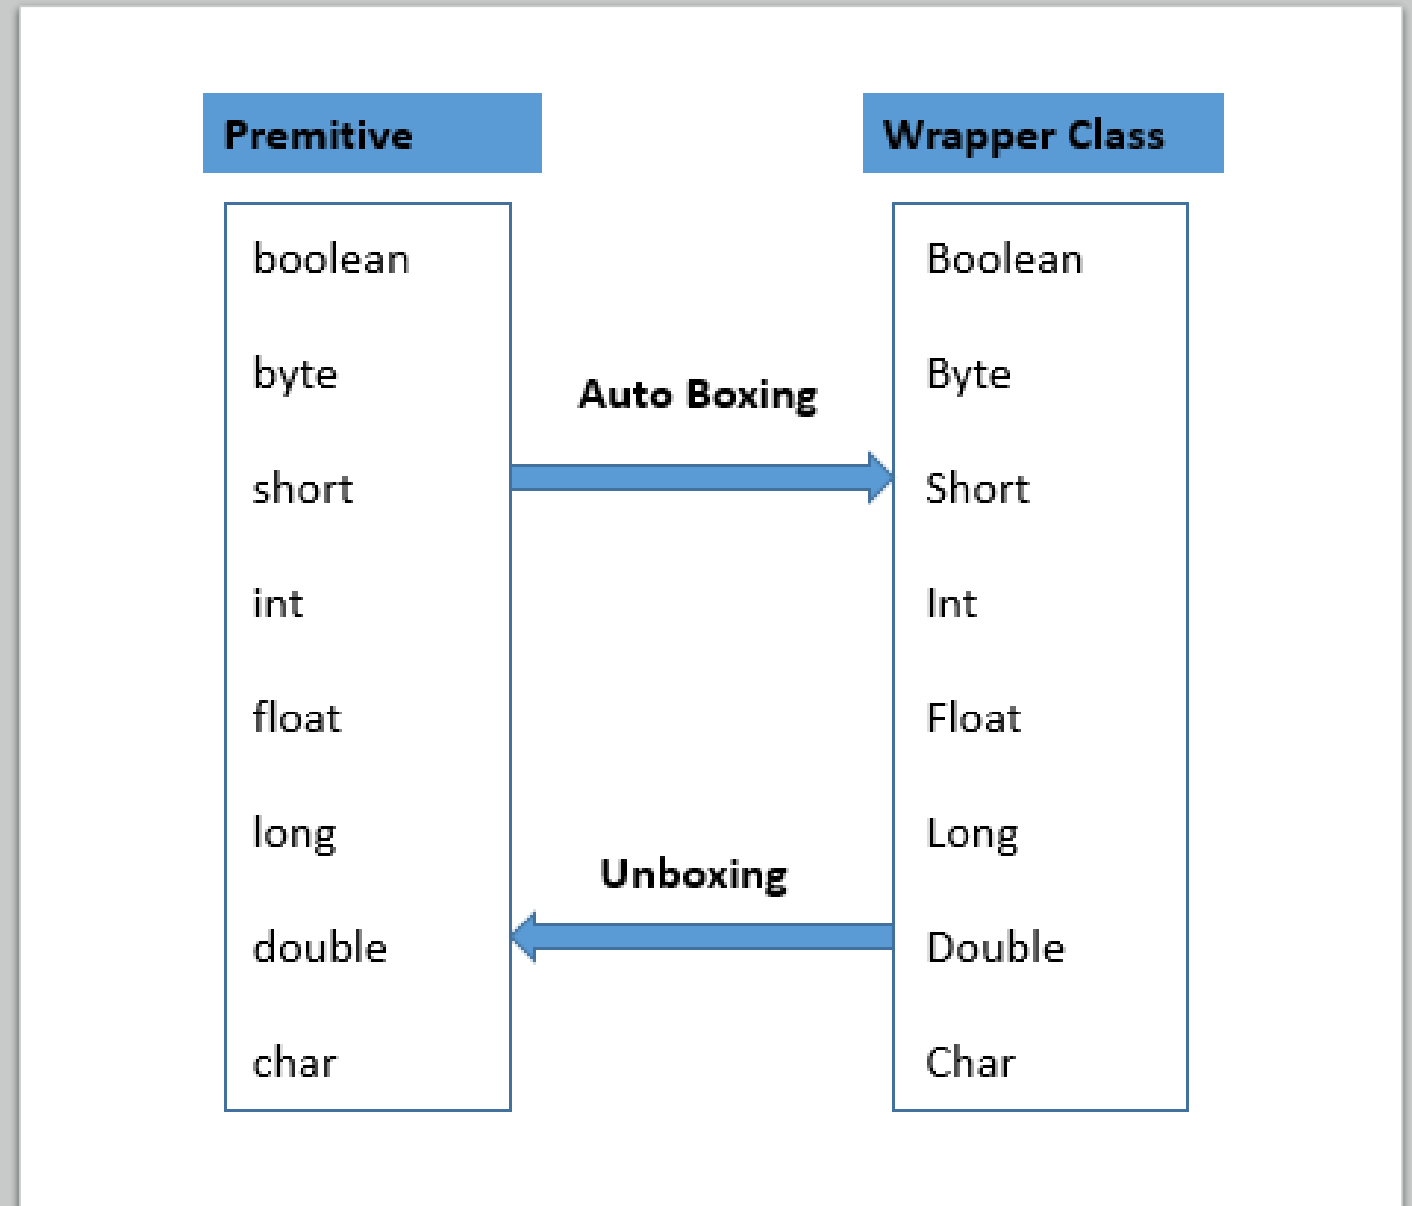 Premitive
Wrapper Class
boolean
byte
short
int
float
long
double
char
Auto Boxing
Unboxing
Boolean
Byte
Short
Int
Float
Long
Double
Char